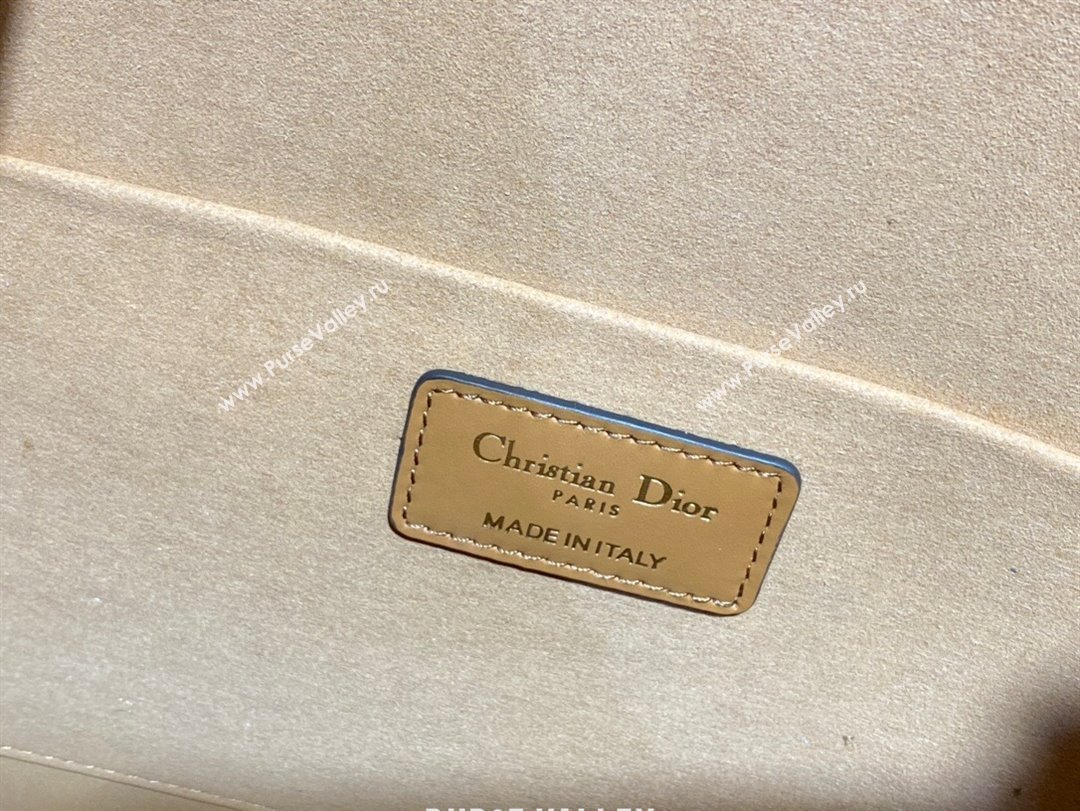 www.PurseValley.ru
www.PurseValley.ru
Christian Dior
PARIS
MADE IN ITALY